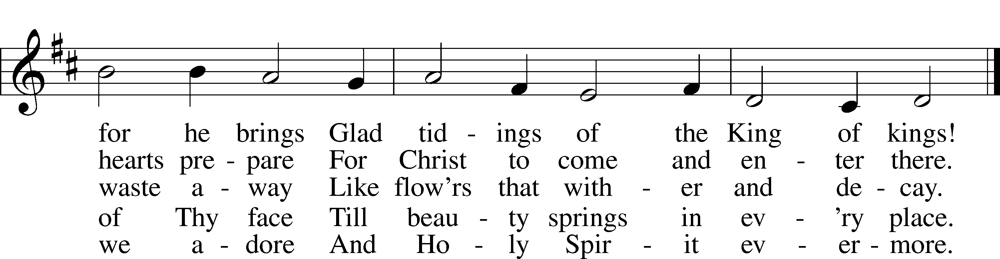 for he brings Glad tid - ings of the King of kings!
hearts pre - pare For Christ to come and en - ter there.
waste a - way Like flow'rs that with - er and de - cay.
of Thy face Till beau - ty springs in ev - 'ry place.
we a - dore And Ho - ly Spir - it ev - er - more.